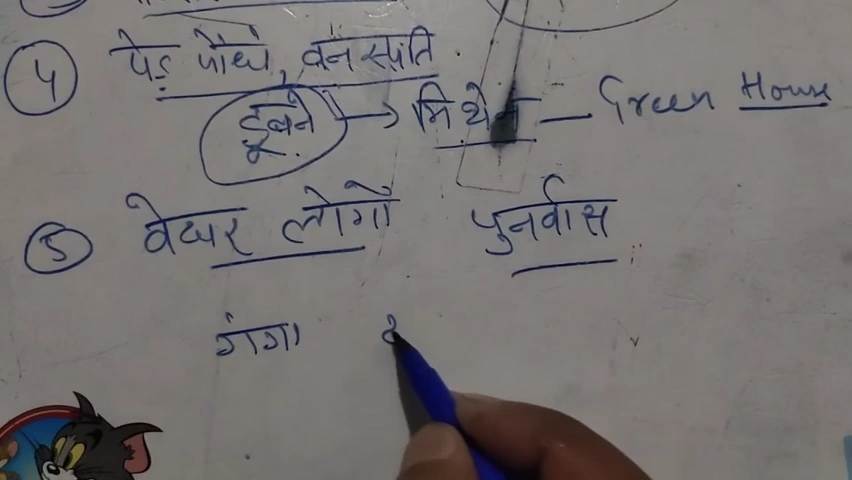 4 पेड़ पौधे, वनस्पति
डूबने → मिथेन — Green House
5 बेघर लोगों पुनर्वास
गंगा